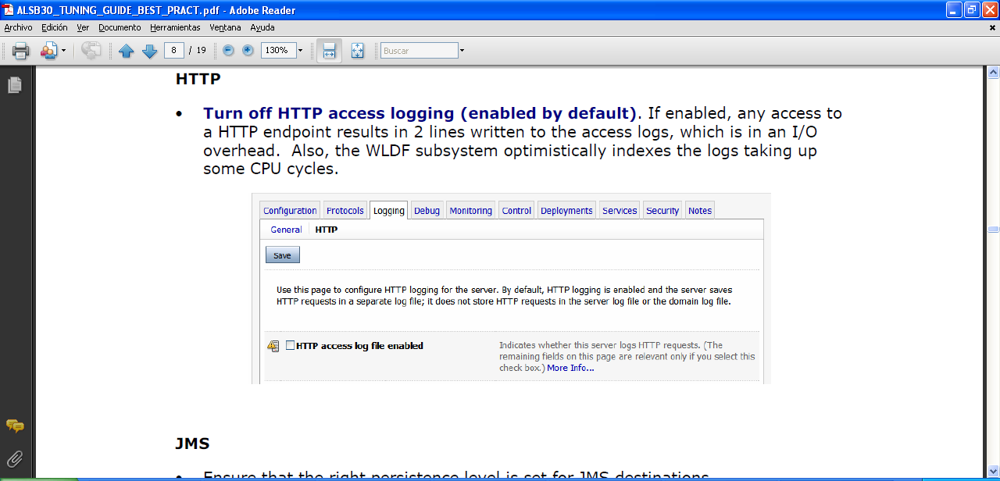 ALSB30_TUNING_GUIDE_BEST_PRACT.pdf - Adobe Reader
Archivo Edición Ver Documento Herramientas Ventana Ayuda
8 / 19 130% Buscar
HTTP
• Turn off HTTP access logging (enabled by default). If enabled, any access to
a HTTP endpoint results in 2 lines written to the access logs, which is in an I/O
overhead. Also, the WLDF subsystem optimistically indexes the logs taking up
some CPU cycles.
Configuration Protocols Logging Debug Monitoring Control Deployments Services Security Notes
General HTTP
Save
Use this page to configure HTTP logging for the server. By default, HTTP logging is enabled and the server saves
HTTP requests in a separate log file; it does not store HTTP requests in the server log file or the domain log file.
HTTP access log file enabled
Indicates whether this server logs HTTP requests. (The
remaining fields on this page are relevant only if you select this
check box.) More Info...
JMS
• Ensure that the right persistence level is set for JMS destinations